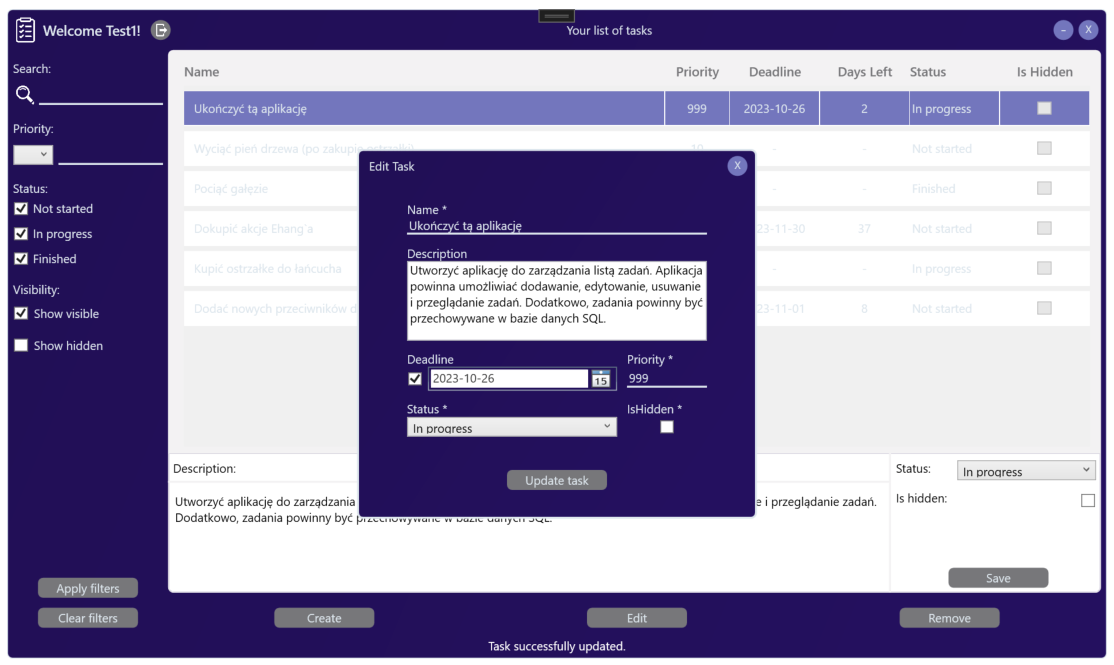 Welcome Test1!
Your list of tasks
- X
Search:
Priority:
Status:
Not started
In progress
Finished
Visibility:
Show visible
Show hidden
Apply filters
Clear filters
Name Priority Deadline Days Left Status Is Hidden
Ukończyć tą aplikację 999 2023-10-26 2 In progress
Wyciąć pień drzewa (po zakupie ostrzałki) 10 - - Not started
Pociąć gałęzie - - Finished
Dokupić akcje Ehang'a 23-11-30 37 Not started
Kupić ostrzałke do łańcucha - - In progress
Dodać nowych przeciwników d 23-11-01 8 Not started
Edit Task X
Name *
Ukończyć tą aplikację
Description
Utworzyć aplikację do zarządzania listą zadań. Aplikacja
powinna umożliwiać dodawanie, edytowanie, usuwanie
i przeglądanie zadań. Dodatkowo, zadania powinny być
przechowywane w bazie danych SQL.
Deadline Priority *
2023-10-26 15 999
Status * IsHidden *
In progress
Update task
Description:
Utworzyć aplikację do zarządzania e i przeglądanie zadań.
Dodatkowo, zadania powinny być przechowywane w bazie danych SQL.
Status: In progress
Is hidden:
Save
Create Edit Remove
Task successfully updated.